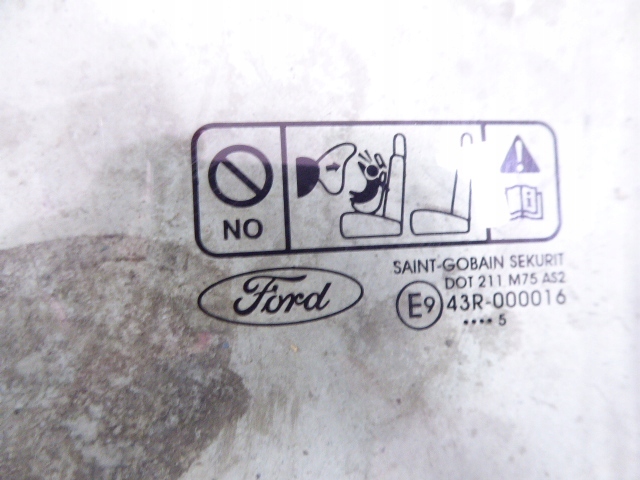 NO
Ford
SAINT-GOBAIN SEKURIT
DOT 211 M75 AS2
E9 43R-000016
•••• 5